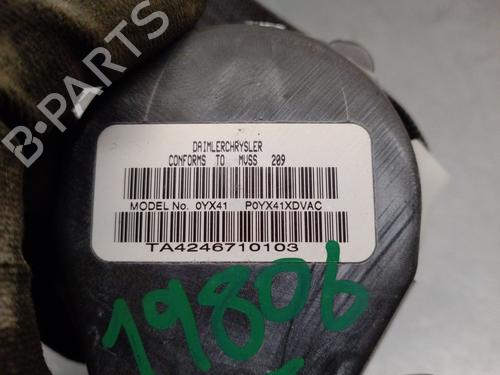 B-PARTS
DAIMLERCHRYSLER
CONFORMS TO MVSS 209
MODEL No. 0YX41 P0YX41XDVAC
TA4246710103
19806